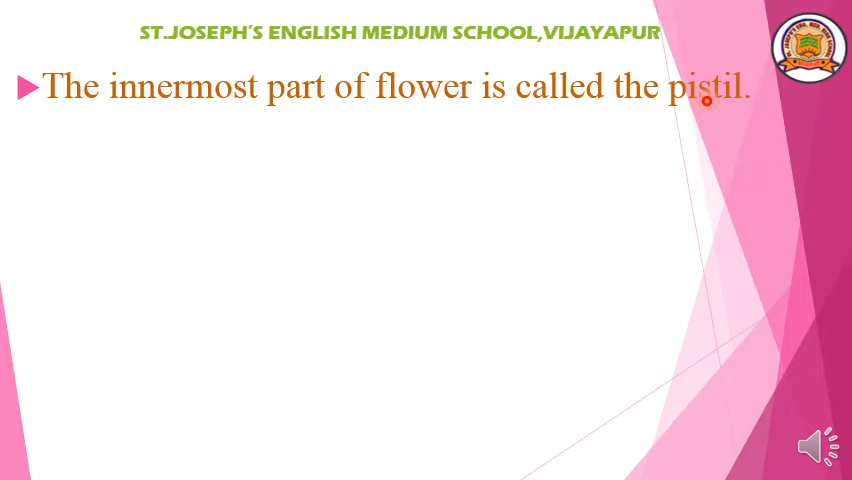 ST.JOSEPH'S ENGLISH MEDIUM SCHOOL,VIJAYAPUR
The innermost part of flower is called the pistil.